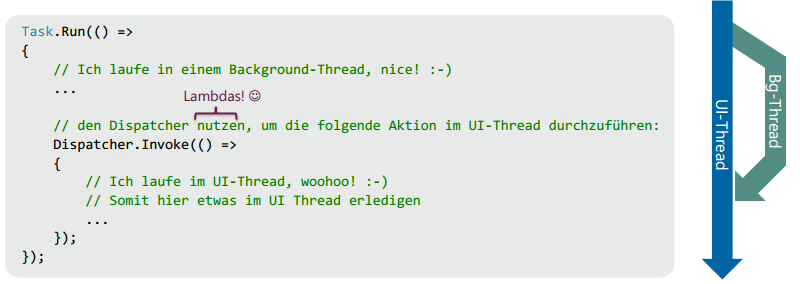 Task.Run(() =>
{
// Ich laufe in einem Background-Thread, nice! :-)
...
Lambdas! ☺
// den Dispatcher nutzen, um die folgende Aktion im UI-Thread durchzuführen:
Dispatcher.Invoke(() =>
{
// Ich laufe im UI-Thread, woohoo! :-)
// Somit hier etwas im UI Thread erledigen
...
});
});
UI-Thread
Bg-Thread